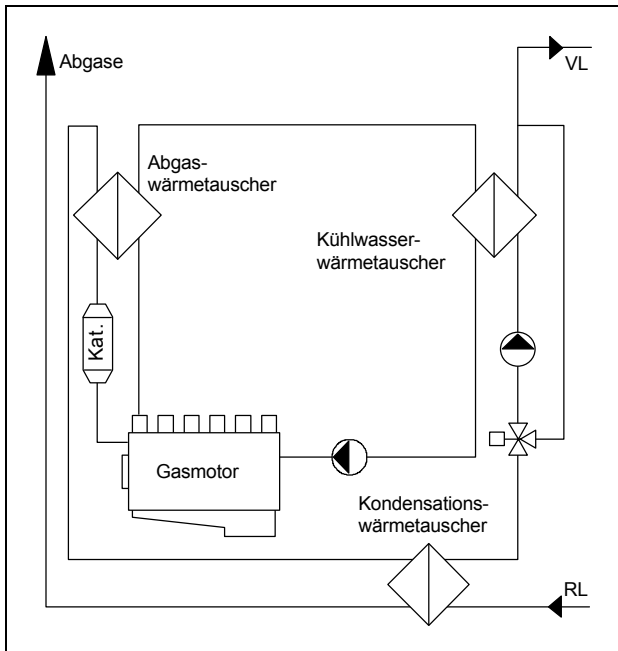 Abgase
VL
Abgas-
wärmetauscher
Kühlwasser-
wärmetauscher
Kat.
Gasmotor
Kondensations-
wärmetauscher
RL